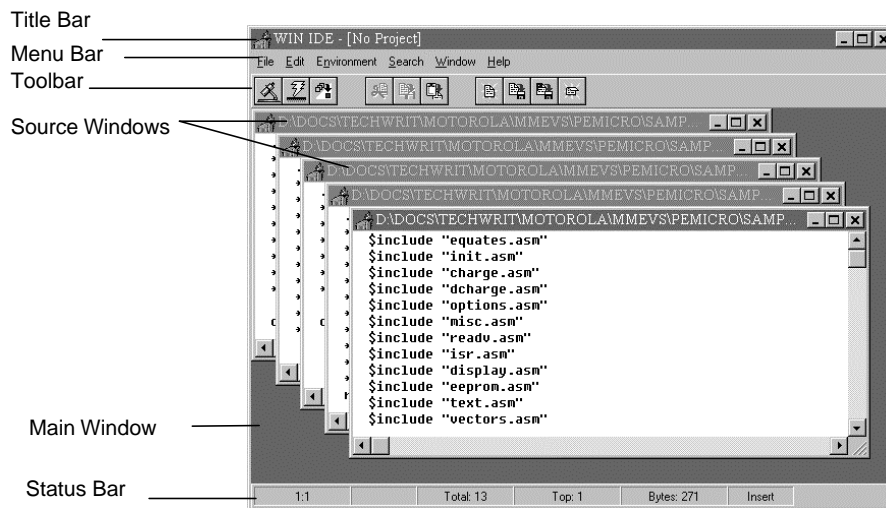 Title Bar
Menu Bar
Toolbar
Source Windows
Main Window
Status Bar
WIN IDE - [No Project]
File Edit Environment Search Window Help
D:\DOCS\TECHWRIT\MOTOROLA\MMEVS\PEMICRO\SAMP...
D:\DOCS\TECHWRIT\MOTOROLA\MMEVS\PEMICRO\SAMP...
D:\DOCS\TECHWRIT\MOTOROLA\MMEVS\PEMICRO\SAMP...
D:\DOCS\TECHWRIT\MOTOROLA\MMEVS\PEMICRO\SAMP...
D:\DOCS\TECHWRIT\MOTOROLA\MMEVS\PEMICRO\SAMP...
$include "equates.asm"
$include "init.asm"
$include "charge.asm"
$include "dcharge.asm"
$include "options.asm"
$include "misc.asm"
$include "readv.asm"
$include "isr.asm"
$include "display.asm"
$include "eeprom.asm"
$include "text.asm"
$include "vectors.asm"
1:1 Total: 13 Top: 1 Bytes: 271 Insert